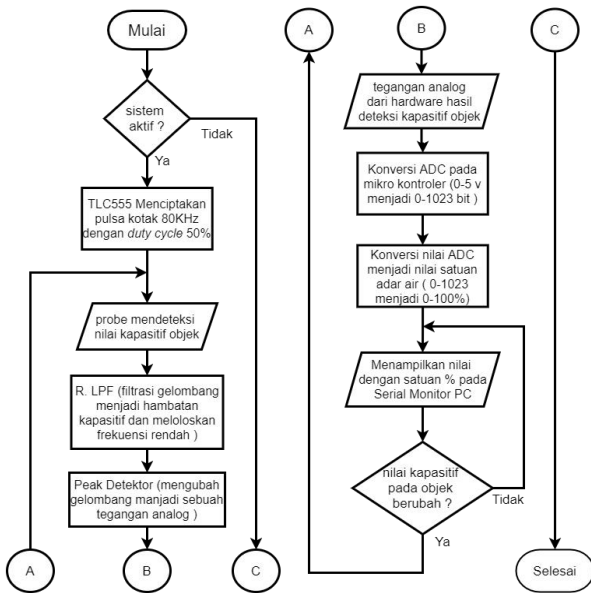 Mulai
sistem
aktif ?
Tidak
Ya
TLC555 Menciptakan
pulsa kotak 80KHz
dengan duty cycle 50%
probe mendeteksi
nilai kapasitif objek
R. LPF (filtrasi gelombang
menjadi hambatan
kapasitif dan meloloskan
frekuensi rendah )
Peak Detektor (mengubah
gelombang manjadi sebuah
tegangan analog )
A
B
C
A
B
C
tegangan analog
dari hardware hasil
deteksi kapasitif objek
Konversi ADC pada
mikro kontroler (0-5 v
menjadi 0-1023 bit )
Konversi nilai ADC
menjadi nilai satuan
adar air ( 0-1023
menjadi 0-100%)
Menampilkan nilai
dengan satuan % pada
Serial Monitor PC
nilai kapasitif
pada objek
berubah ?
Tidak
Ya
Selesai